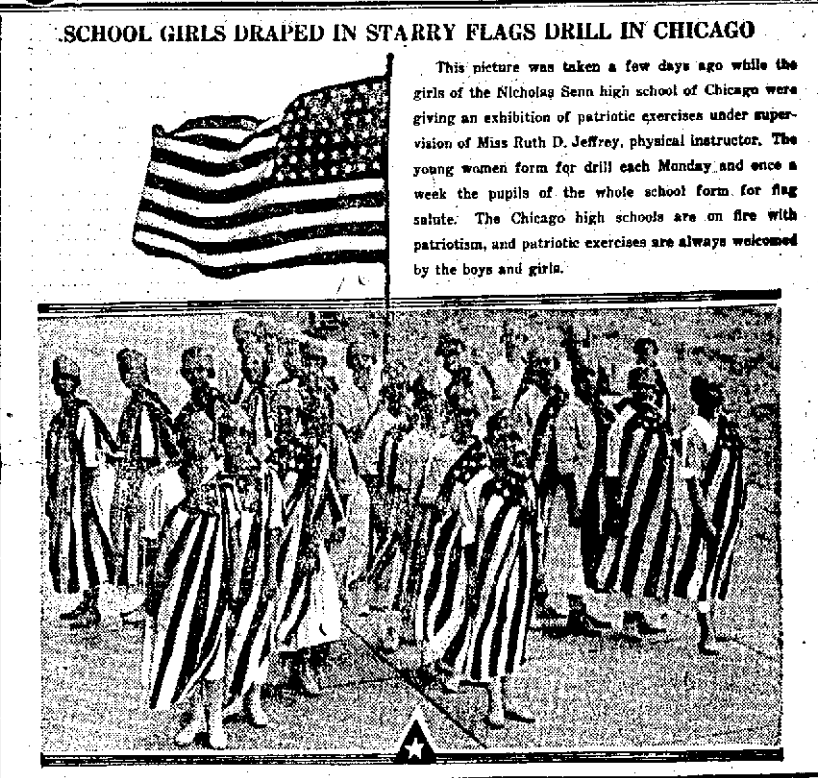 SCHOOL GIRLS DRAPED IN STARRY FLAGS DRILL IN CHICAGO
This picture was taken a few days ago while the
girls of the Nicholas Senn high school of Chicago were
giving an exhibition of patriotic exercises under super-
vision of Miss Ruth D. Jeffrey, physical instructor. The
young women form for drill each Monday and once a
week the pupils of the whole school form for flag
salute. The Chicago high schools are on fire with
patriotism, and patriotic exercises are always welcomed
by the boys and girls.